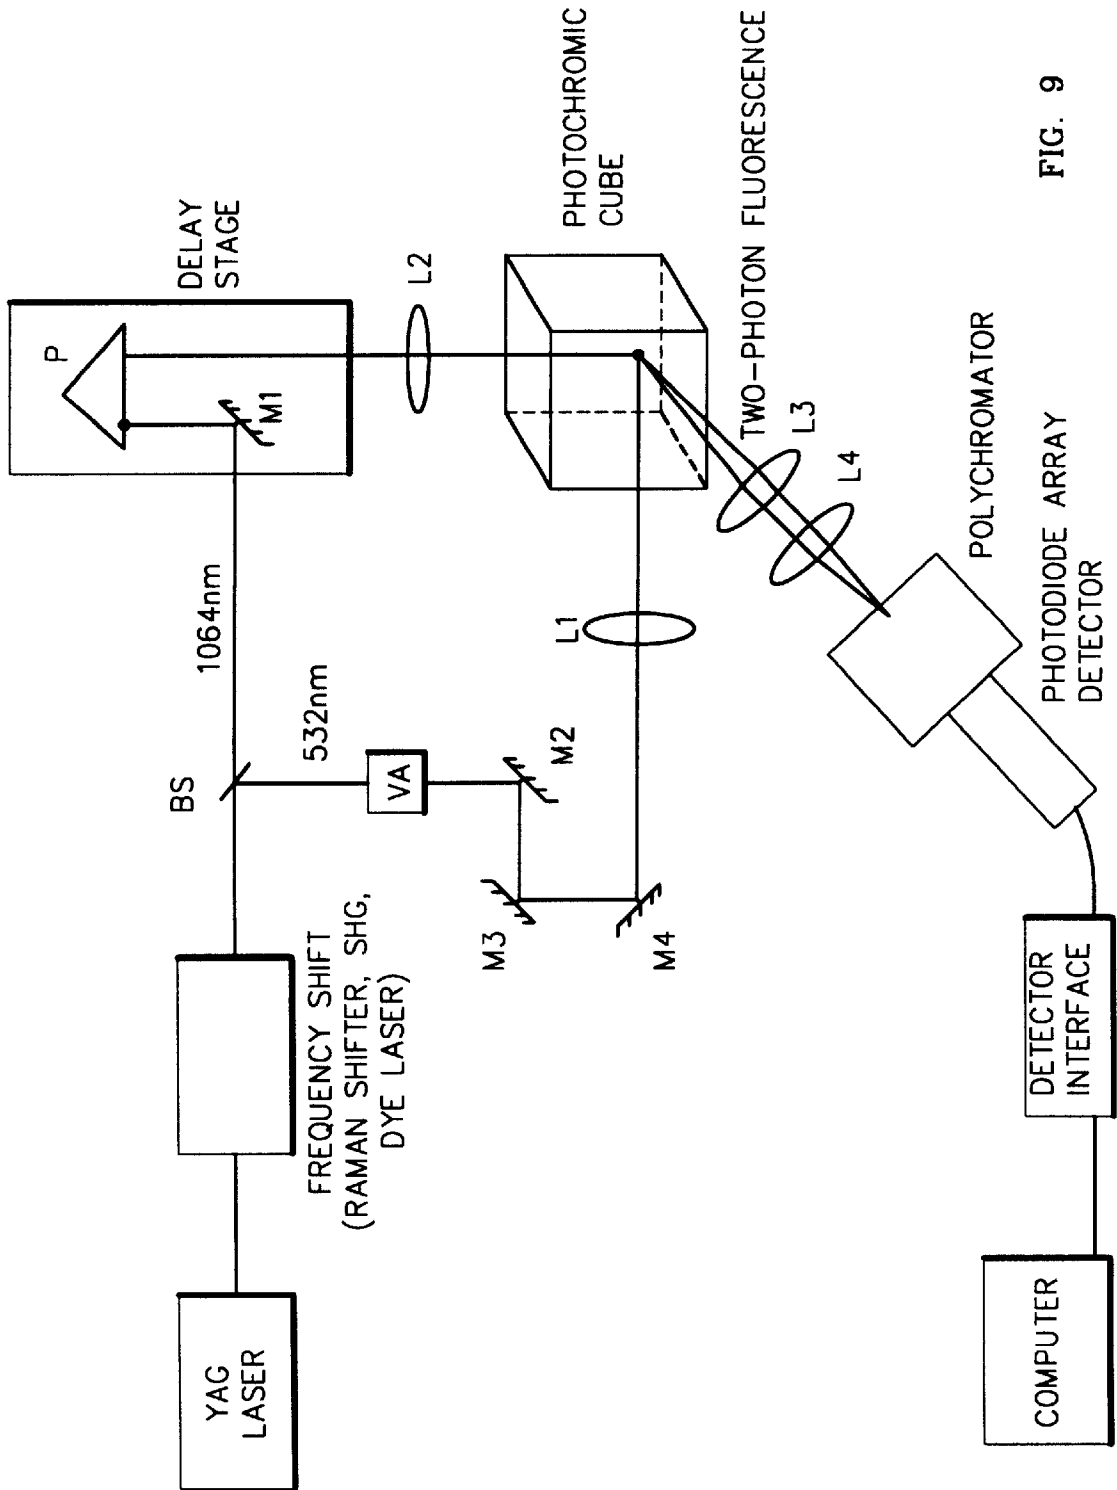 YAG
LASER
FREQUENCY SHIFT
(RAMAN SHIFTER, SHG,
DYE LASER)
BS
1064nm
532nm
VA
M2
M3
M4
P
M1
DELAY
STAGE
L2
L1
PHOTOCHROMIC
CUBE
TWO-PHOTON FLUORESCENCE
L3
L4
POLYCHROMATOR
PHOTODIODE ARRAY
DETECTOR
DETECTOR
INTERFACE
COMPUTER
FIG. 9